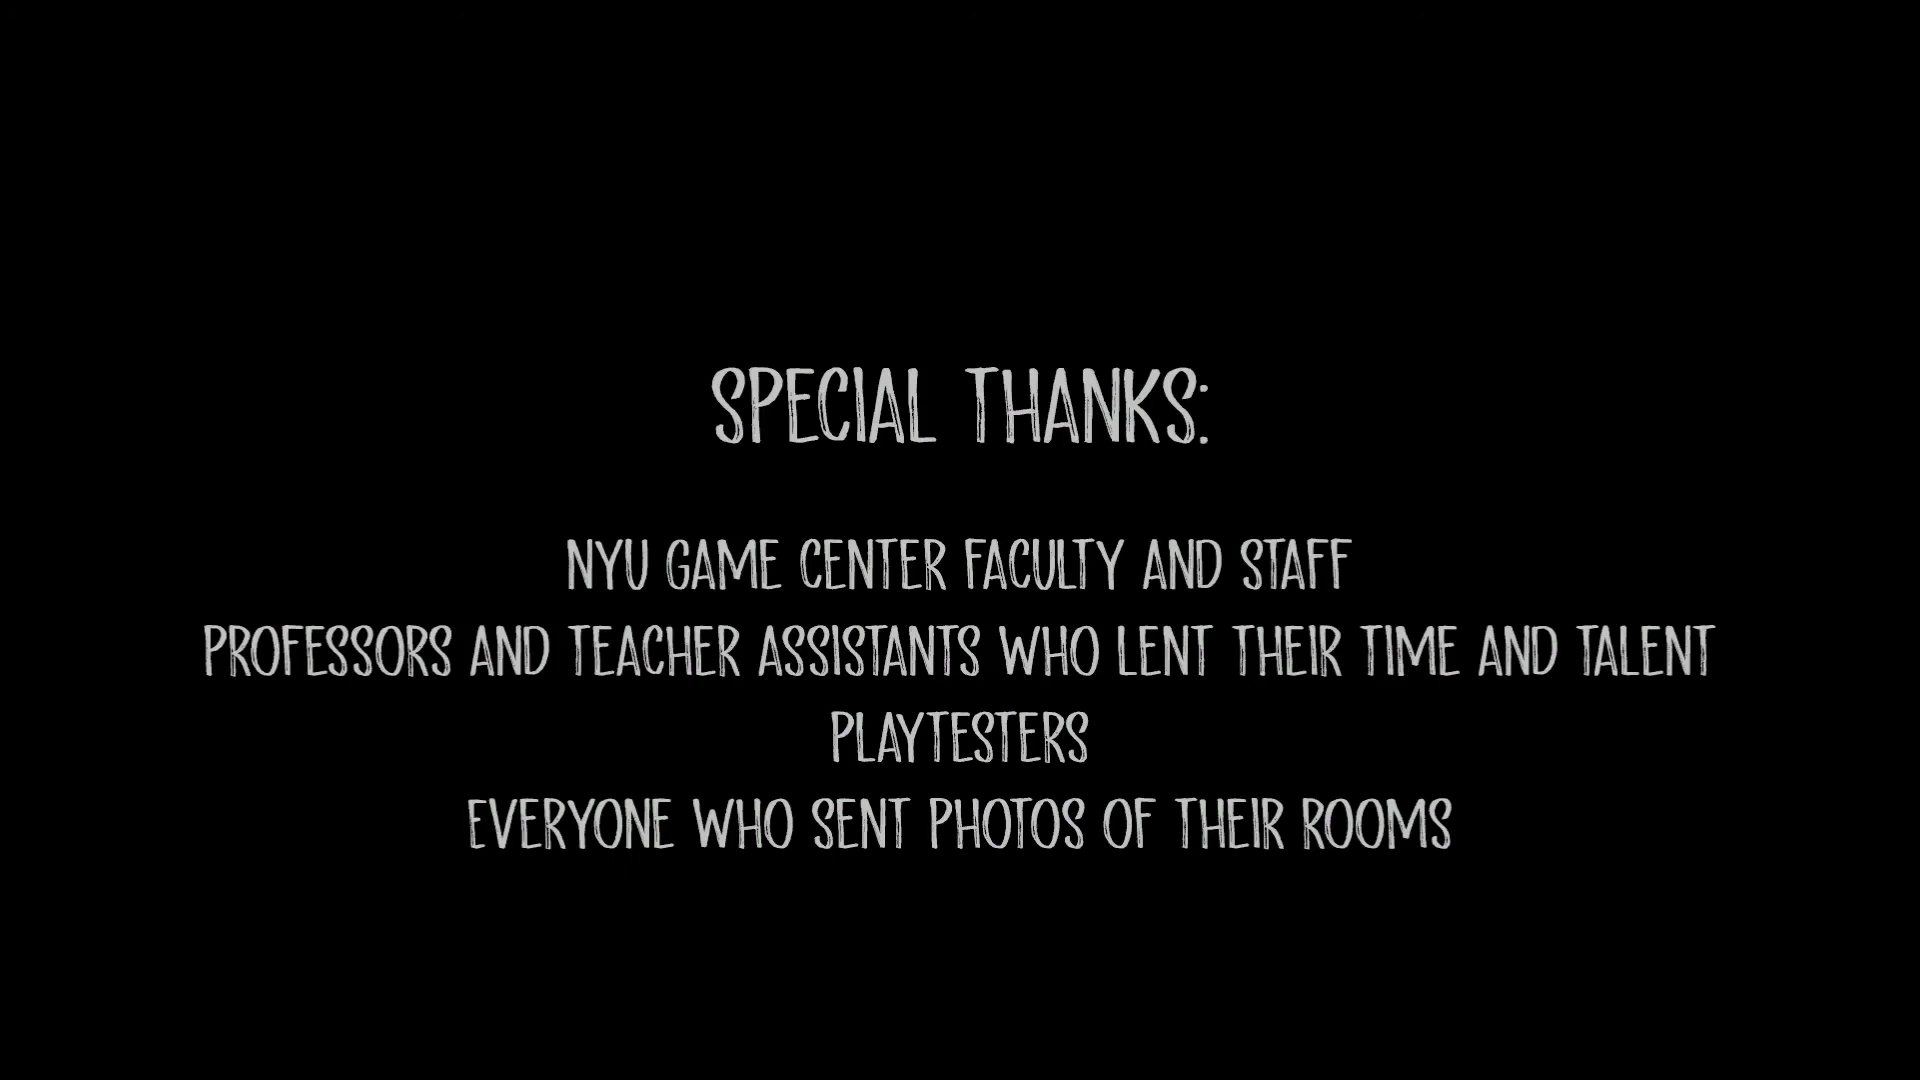 SPECIAL THANKS:
NYU GAME CENTER FACULTY AND STAFF
PROFESSORS AND TEACHER ASSISTANTS WHO LENT THEIR TIME AND TALENT
PLAYTESTERS
EVERYONE WHO SENT PHOTOS OF THEIR ROOMS